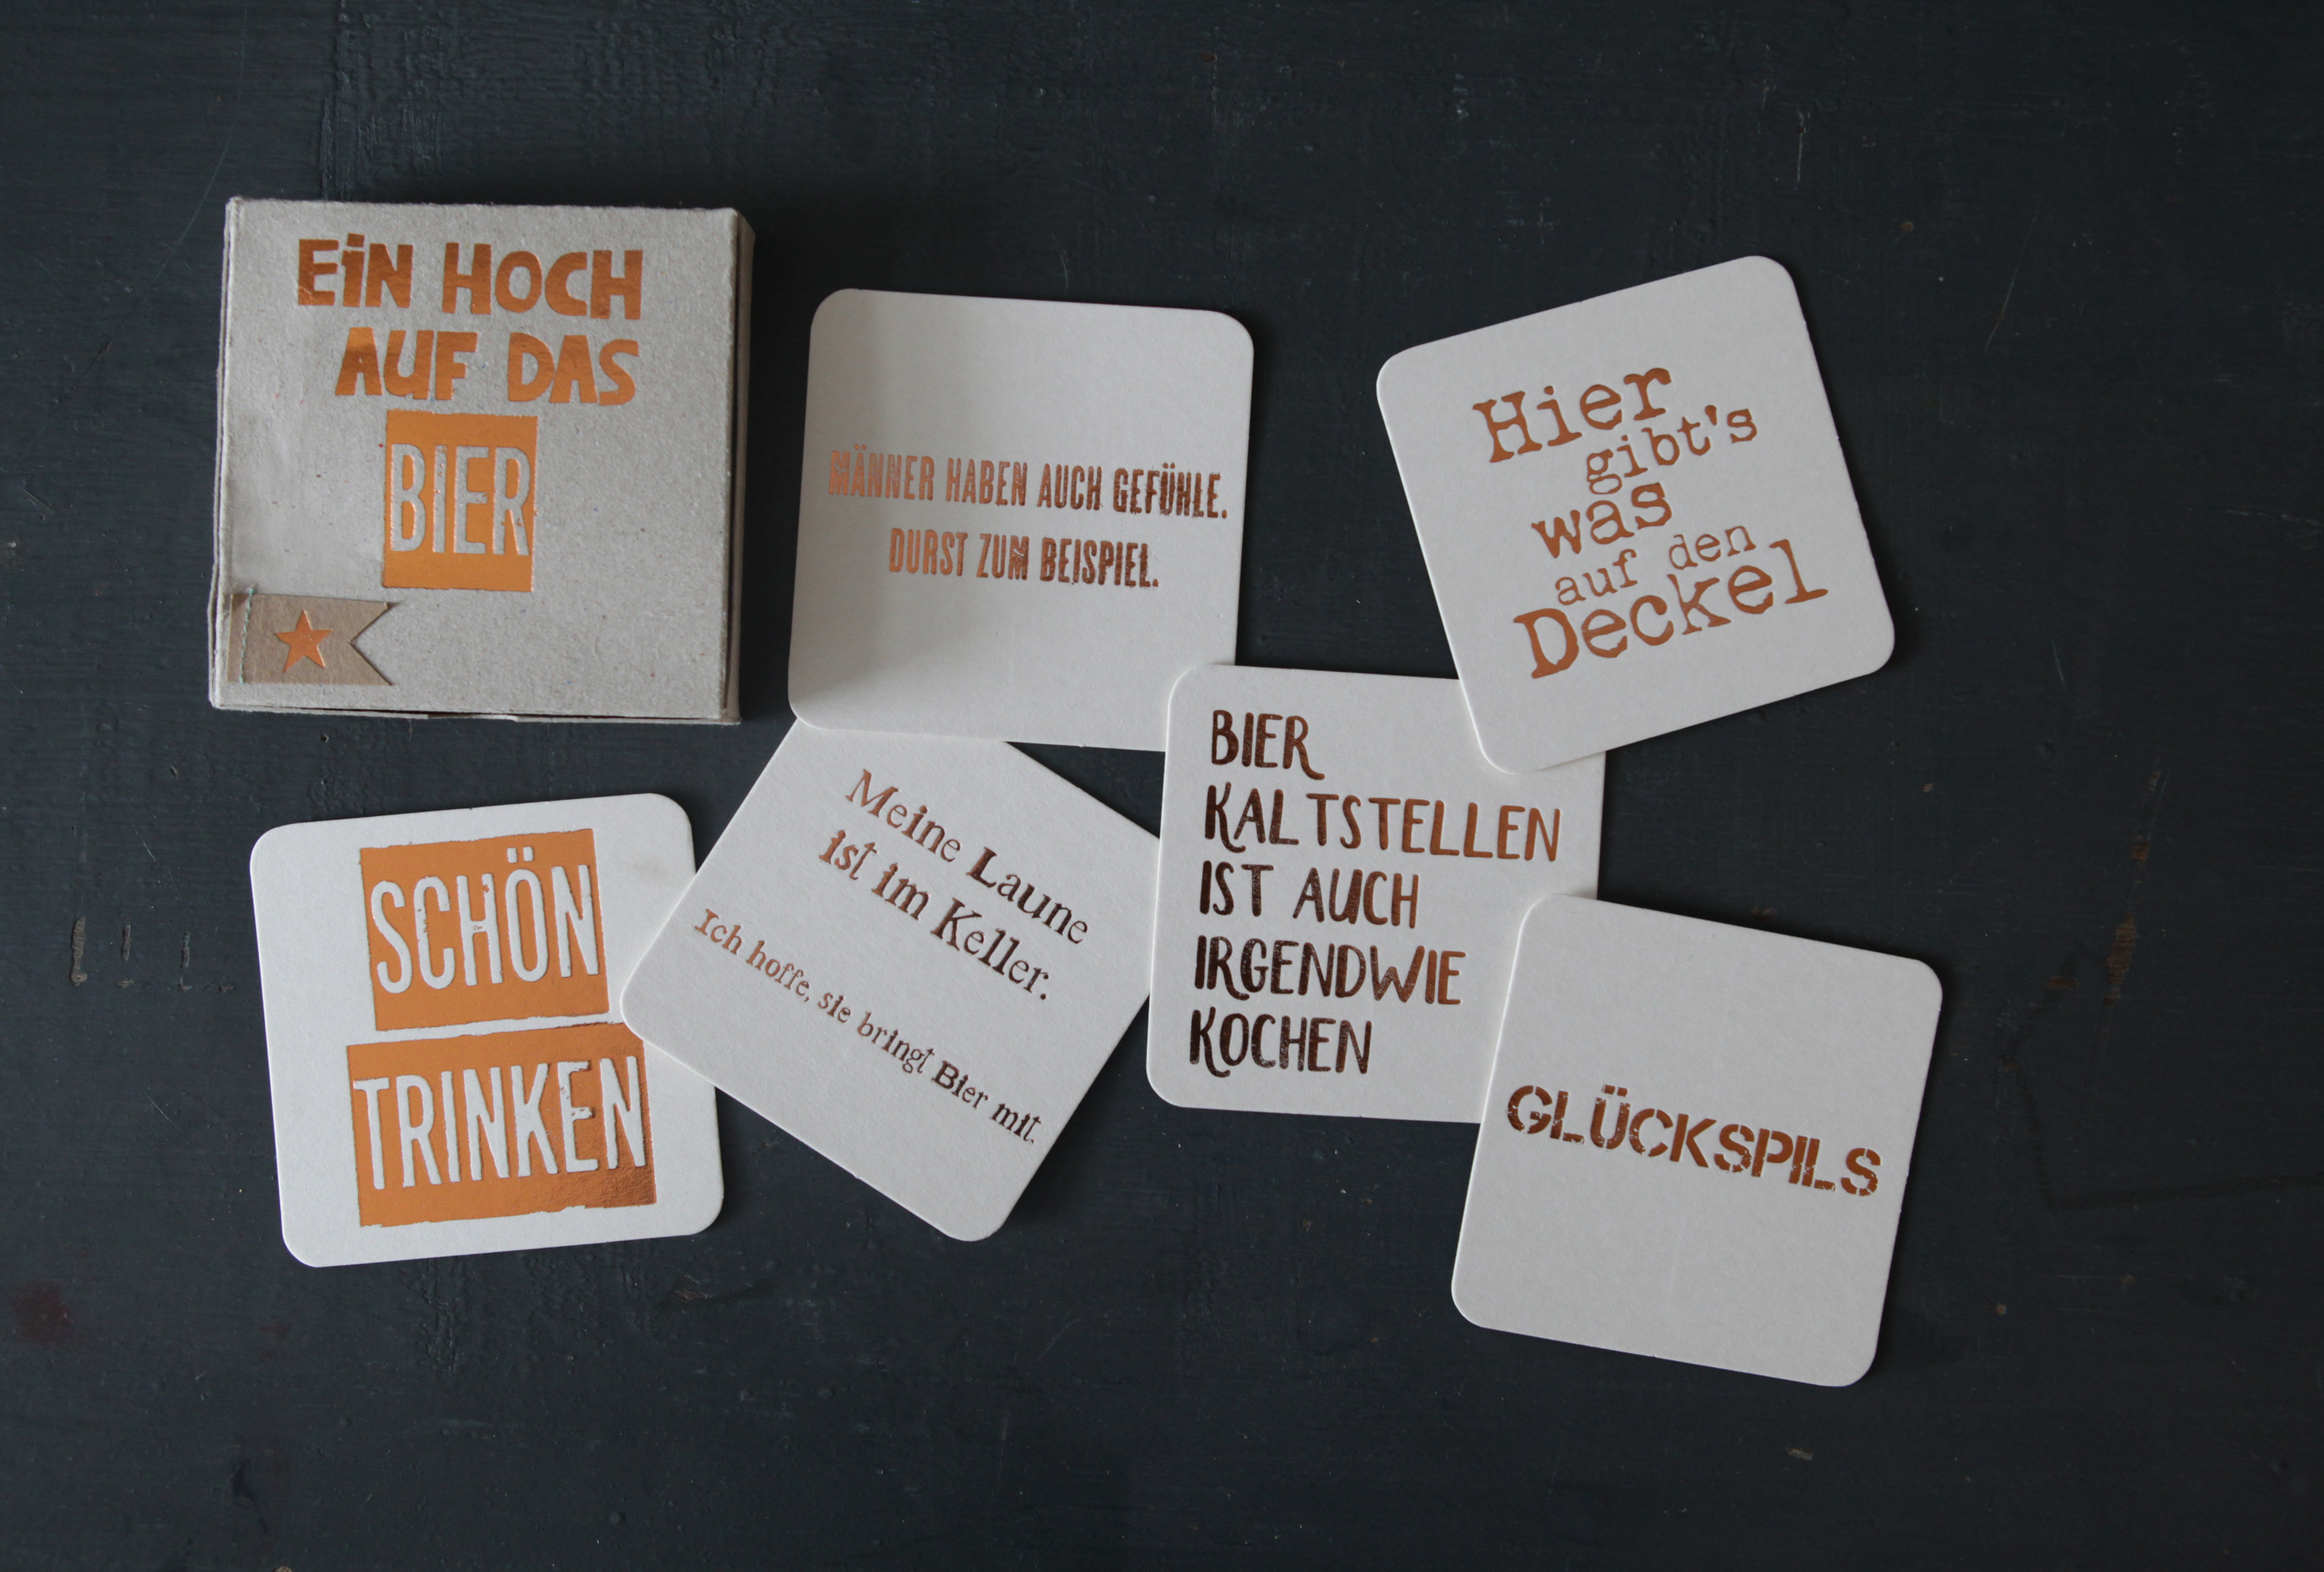 EiN HOCH
AUF DAS
BIER
MÄNNER HABEN AUCH GEFÜHLE.
DURST ZUM BEISPIEL.
Hier
gibt's
was
auf den
Deckel
SCHÖN
TRINKEN
Meine Laune
ist im Keller.
Ich hoffe, sie bringt Bier mit.
BIER
KALTSTELLEN
IST AUCH
IRGENDWIE
KOCHEN
GLÜCKSPILS